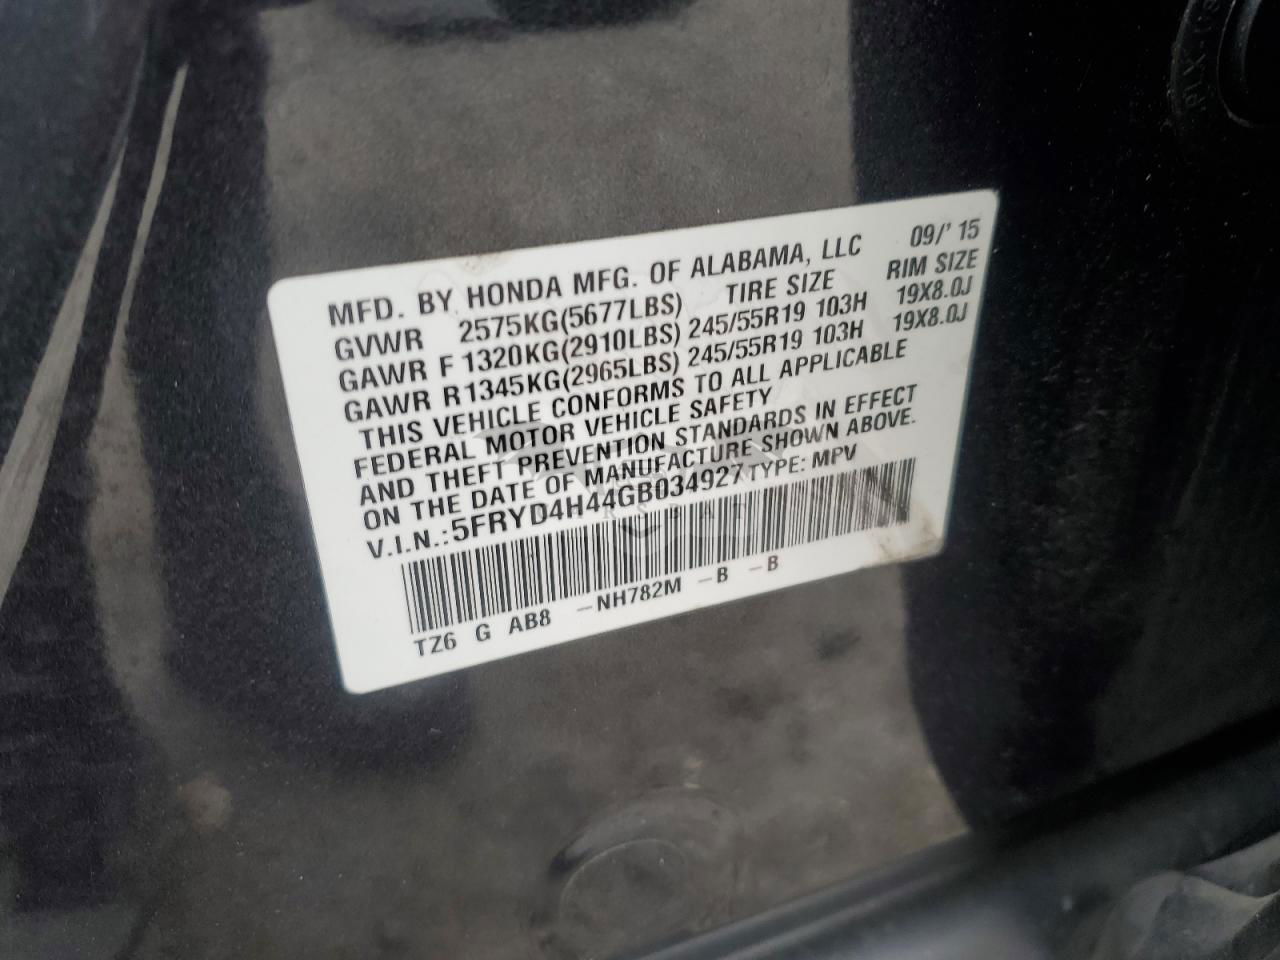 MFD. BY HONDA MFG. OF ALABAMA, LLC 09/'15
GVWR 2575KG(5677LBS) TIRE SIZE RIM SIZE
GAWR F 1320KG(2910LBS) 245/55R19 103H 19X8.0J
GAWR R 1345KG(2965LBS) 245/55R19 103H 19X8.0J
THIS VEHICLE CONFORMS TO ALL APPLICABLE
FEDERAL MOTOR VEHICLE SAFETY
AND THEFT PREVENTION STANDARDS IN EFFECT
ON THE DATE OF MANUFACTURE SHOWN ABOVE.
V.I.N.: 5FRYD4H44GB034927 TYPE: MPV
TZ6 G AB8 -NH782M -B -B